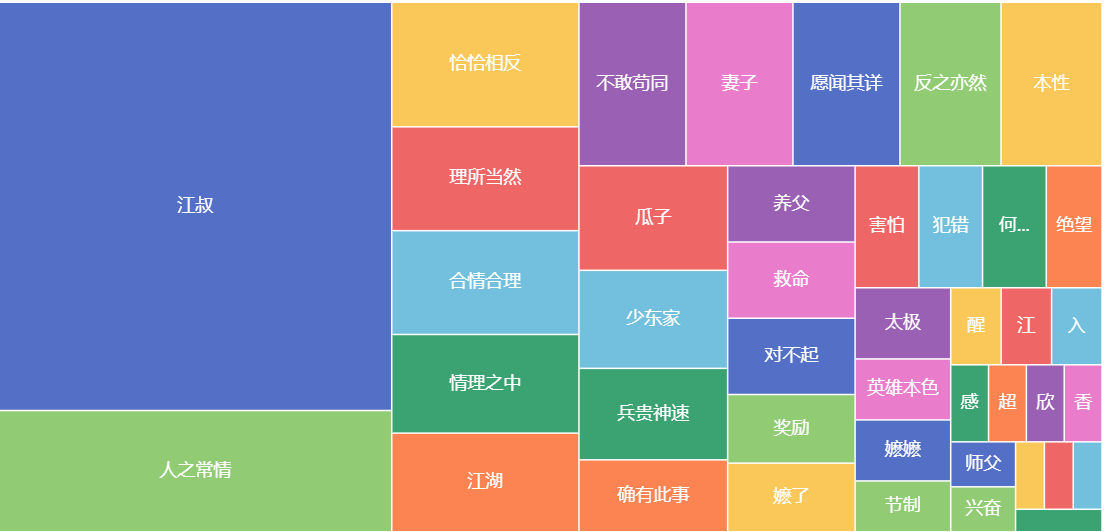 江叔
人之常情
恰恰相反
理所当然
合情合理
情理之中
江湖
不敢苟同
妻子
愿闻其详
反之亦然
本性
瓜子
少东家
兵贵神速
确有此事
养父
救命
对不起
奖励
嬷了
害怕
犯错
何...
绝望
太极
英雄本色
嬷嬷
节制
醒
江
入
感
超
欣
香
师父
兴奋